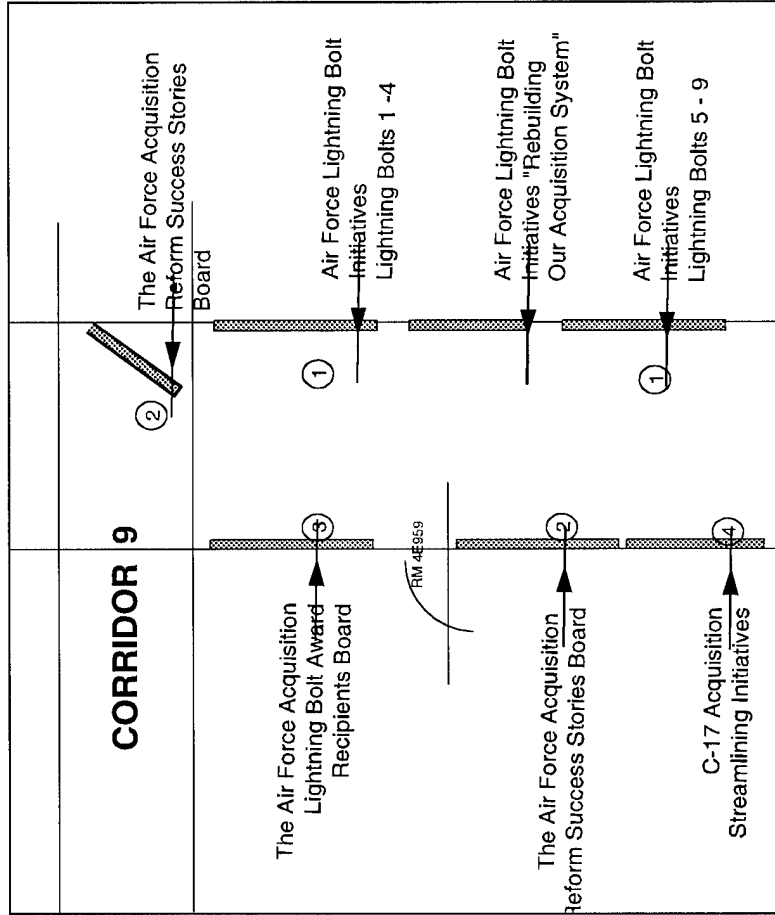 CORRIDOR 9
The Air Force Acquisition
Reform Success Stories
Board
2
Air Force Lightning Bolt
Initiatives
Lightning Bolts 1 -4
1
Air Force Lightning Bolt
Initiatives "Rebuilding
Our Acquisition System"
Air Force Lightning Bolt
Initiatives
Lightning Bolts 5 - 9
1
The Air Force Acquisition
Lightning Bolt Award
Recipients Board
3
RM 4E959
The Air Force Acquisition
Reform Success Stories Board
2
C-17 Acquisition
Streamlining Initiatives
4